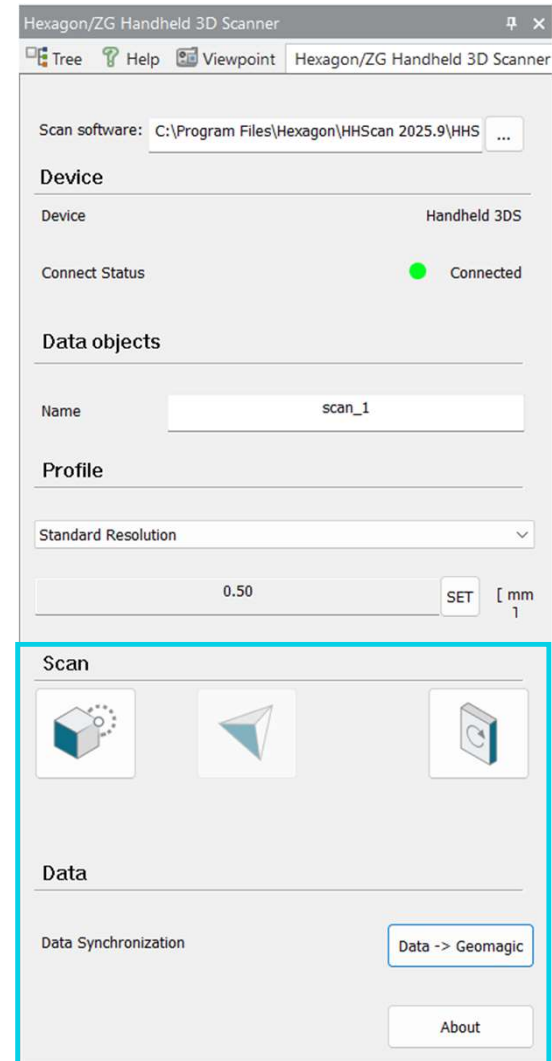 Hexagon/ZG Handheld 3D Scanner
Tree Help Viewpoint Hexagon/ZG Handheld 3D Scanner
Scan software: C:\Program Files\Hexagon\HHScan 2025.9\HHS ...
Device
Device Handheld 3DS
Connect Status Connected
Data objects
Name scan_1
Profile
Standard Resolution
0.50 SET [ mm
]
Scan
Data
Data Synchronization Data -> Geomagic
About